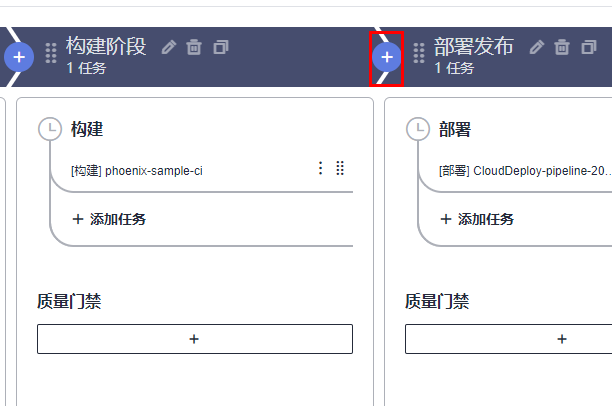 构建阶段
1 任务
构建
[构建] phoenix-sample-ci
添加任务
质量门禁
部署发布
1 任务
部署
[部署] CloudDeploy-pipeline-20...
添加任务
质量门禁